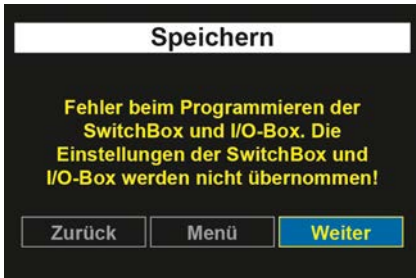 Speichern
Fehler beim Programmieren der
SwitchBox und I/O-Box. Die
Einstellungen der SwitchBox und
I/O-Box werden nicht übernommen!
Zurück Menü Weiter